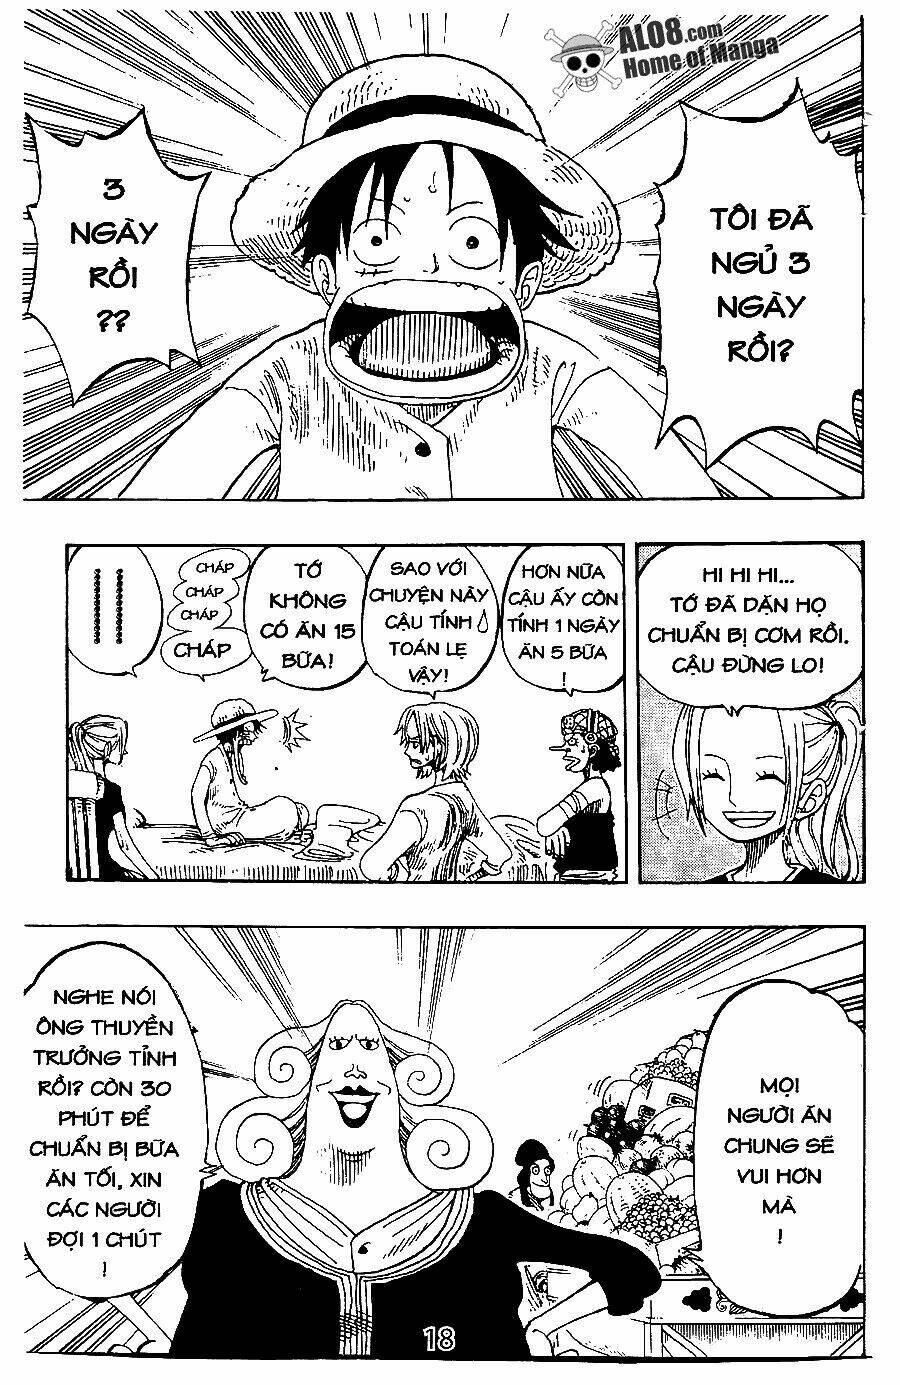 AL08.com
Home of Manga
TÔI ĐÃ
NGỦ 3
NGÀY
RỒI?
3
NGÀY
RỒI
??
HI HI HI...
TỚ ĐÃ DẶN HỌ
CHUẨN BỊ CƠM RỒI.
CẬU ĐỪNG LO!
HƠN NỮA
CẬU ẤY CÒN
TÍNH 1 NGÀY
ĂN 5 BỮA
!
SAO VỚI
CHUYỆN NÀY
CẬU TÍNH
TOÁN LẸ
VẬY!
TỚ
KHÔNG
CÓ ĂN 15
BỮA!
CHÁP
CHÁP
CHÁP
CHÁP
MỌI
NGƯỜI ĂN
CHUNG SẼ
VUI HƠN
MÀ
!
NGHE NÓI
ÔNG THUYỀN
TRƯỞNG TỈNH
RỒI? CÒN 30
PHÚT ĐỂ
CHUẨN BỊ BỮA
ĂN TỐI. XIN
CÁC NGƯỜI
ĐỢI 1 CHÚT
!
18